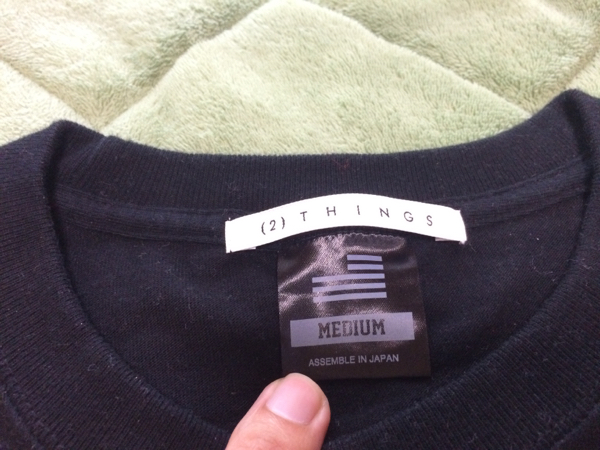 (2) THINGS
MEDIUM
ASSEMBLE IN JAPAN